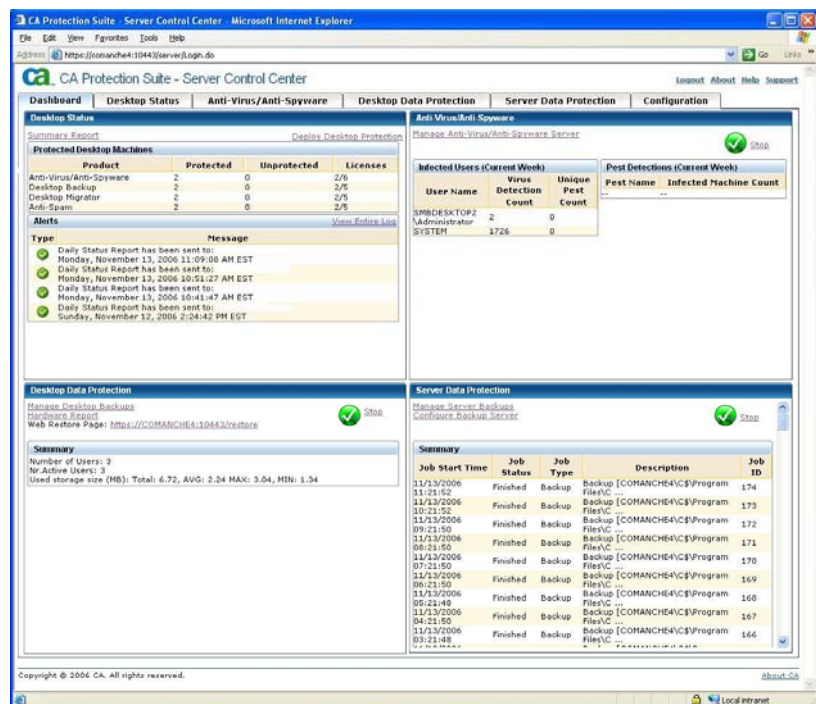 CA Protection Suite - Server Control Center - Microsoft Internet Explorer
File Edit View Favorites Tools Help
Address https://comanche4:10443/server/Login.do Go Links
ca CA Protection Suite - Server Control Center
Logout About Help Support
Dashboard Desktop Status Anti-Virus/Anti-Spyware Desktop Data Protection Server Data Protection Configuration
Desktop Status
Summary Report Deploy Desktop Protection
Protected Desktop Machines
Product Protected Unprotected Licenses
Anti-Virus/Anti-Spyware 2 0 2/6
Desktop Backup 2 0 2/5
Desktop Migrator 2 0 2/5
Anti-Spam 2 0 2/5
Alerts View Entire Log
Type Message
Daily Status Report has been sent to:
Monday, November 13, 2006 11:09:08 AM EST
Daily Status Report has been sent to:
Monday, November 13, 2006 10:51:27 AM EST
Daily Status Report has been sent to:
Monday, November 13, 2006 10:41:47 AM EST
Daily Status Report has been sent to:
Sunday, November 12, 2006 2:24:42 PM EST
Anti Virus/Anti-Spyware
Manage Anti-Virus/Anti-Spyware Server
Stop
Infected Users (Current Week)
User Name Virus Detection Count Unique Pest Count
SMBDESKTOP2
\Administrator 2 0
SYSTEM 1726 0
Pest Detections (Current Week)
Pest Name Infected Machine Count
-- --
Desktop Data Protection
Manage Desktop Backups
Hardware Report
Web Restore Page: https://COMANCHE4:10443/restore
Stop
Summary
Number of Users: 3
Nr.Active Users: 3
Used storage size (MB): Total: 6.72, AVG: 2.24 MAX: 3.04, MIN: 1.34
Server Data Protection
Manage Server Backups
Configure Backup Server
Stop
Summary
Job Start Time Job Status Job Type Description Job ID
11/13/2006 11:21:52 Finished Backup Backup [COMANCHE4\C$\Program Files\C ... 174
11/13/2006 10:21:52 Finished Backup Backup [COMANCHE4\C$\Program Files\C ... 173
11/13/2006 09:21:50 Finished Backup Backup [COMANCHE4\C$\Program Files\C ... 172
11/13/2006 08:21:50 Finished Backup Backup [COMANCHE4\C$\Program Files\C ... 171
11/13/2006 07:21:50 Finished Backup Backup [COMANCHE4\C$\Program Files\C ... 170
11/13/2006 06:21:50 Finished Backup Backup [COMANCHE4\C$\Program Files\C ... 169
11/13/2006 05:21:48 Finished Backup Backup [COMANCHE4\C$\Program Files\C ... 168
11/13/2006 04:21:50 Finished Backup Backup [COMANCHE4\C$\Program Files\C ... 167
11/13/2006 03:21:48 Finished Backup Backup [COMANCHE4\C$\Program Files\C ... 166
Copyright © 2006 CA. All rights reserved.
About CA
Local intranet